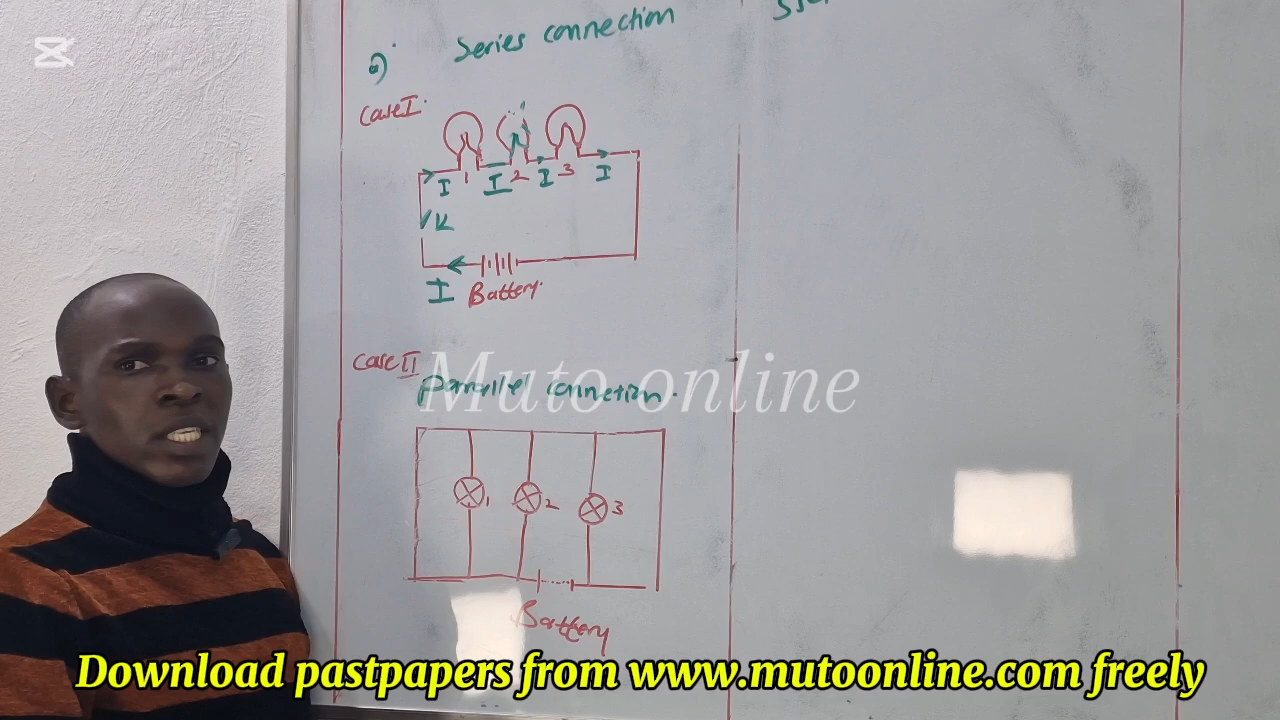 a) Series connection
Case I.
I 1 I 2 I 3 I
K
I Battery.
Case II
parallel connection.
Muto online
1 2 3
Battery
Download pastpapers from www.mutoonline.com freely